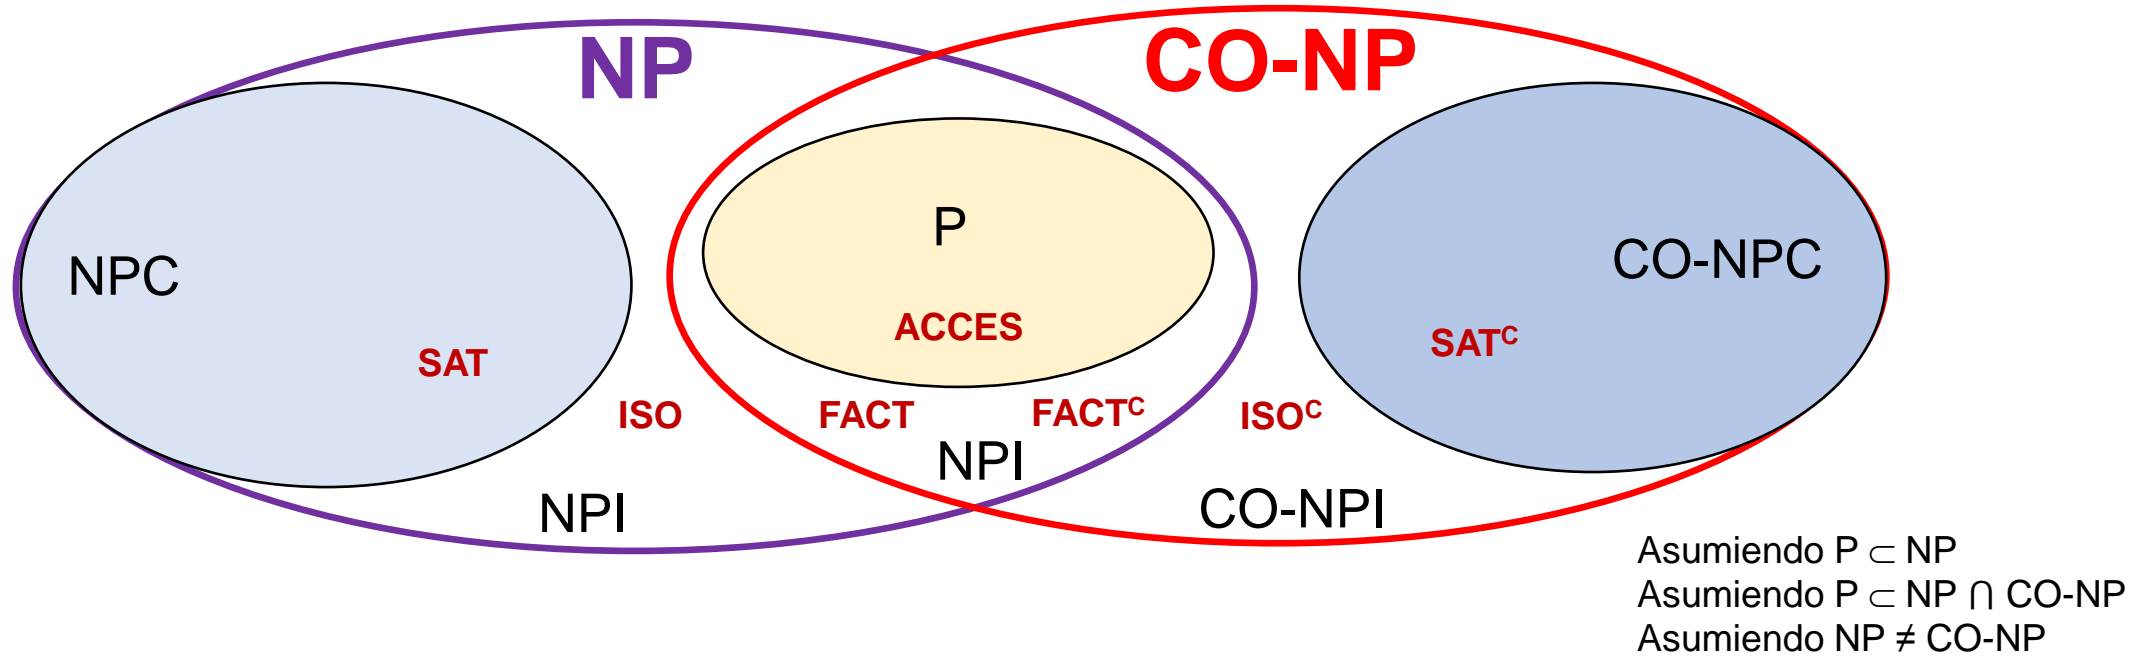 NP
CO-NP
P
NPC
CO-NPC
ACCES
SAT
SATᶜ
ISO
FACT
FACTᶜ
ISOᶜ
NPI
NPI
CO-NPI
Asumiendo P ⊂ NP
Asumiendo P ⊂ NP ∩ CO-NP
Asumiendo NP ≠ CO-NP